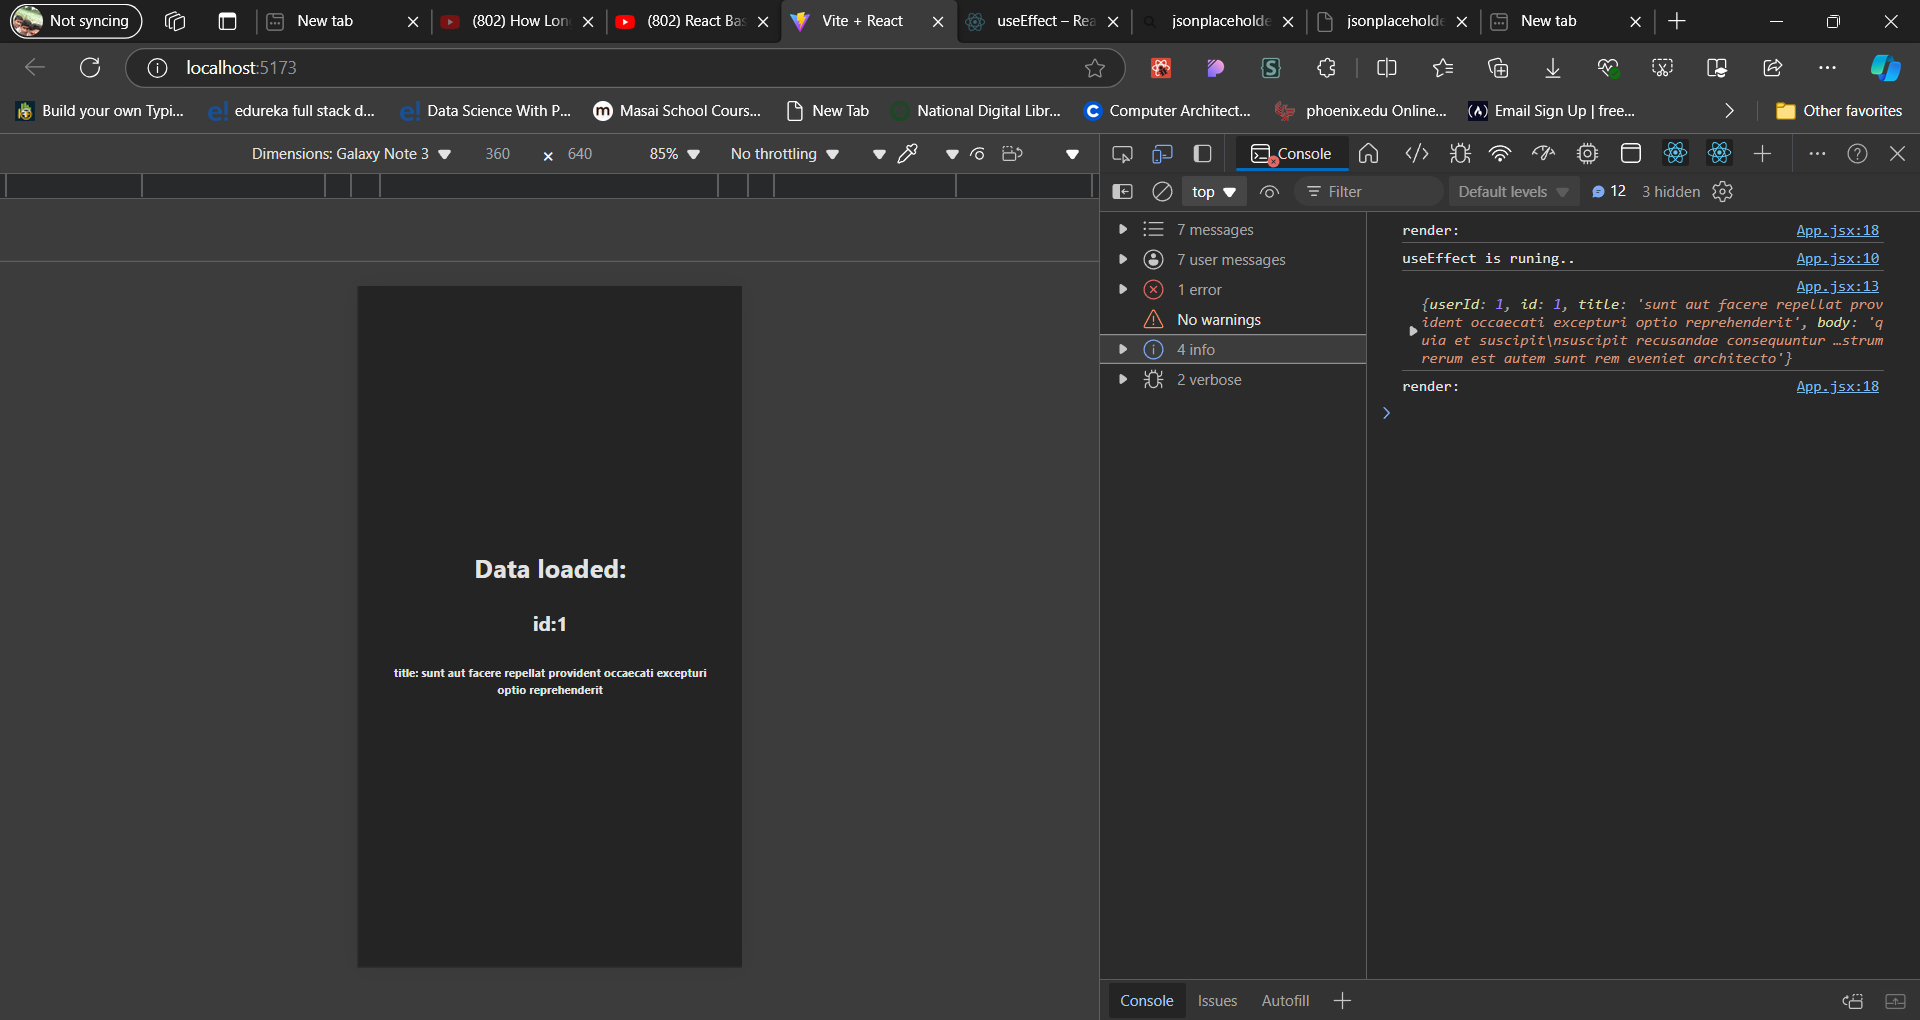 Not syncing
New tab
(802) How Lon
(802) React Bas
Vite + React
useEffect – Rea
jsonplaceholde
jsonplaceholde
New tab
localhost:5173
Build your own Typi...
edureka full stack d...
Data Science With P...
Masai School Cours...
New Tab
National Digital Libr...
Computer Architect...
phoenix.edu Online...
Email Sign Up | free...
Other favorites
Dimensions: Galaxy Note 3
360 × 640
85%
No throttling
Console
top
Filter
Default levels
12
3 hidden
7 messages
7 user messages
1 error
No warnings
4 info
2 verbose
render: App.jsx:18
useEffect is runing.. App.jsx:10
App.jsx:13
{userId: 1, id: 1, title: 'sunt aut facere repellat prov
ident occaecati excepturi optio reprehenderit', body: 'q
uia et suscipit\nsuscipit recusandae consequuntur …strum
rerum est autem sunt rem eveniet architecto'}
render: App.jsx:18
Data loaded:
id:1
title: sunt aut facere repellat provident occaecati excepturi
optio reprehenderit
Console
Issues
Autofill